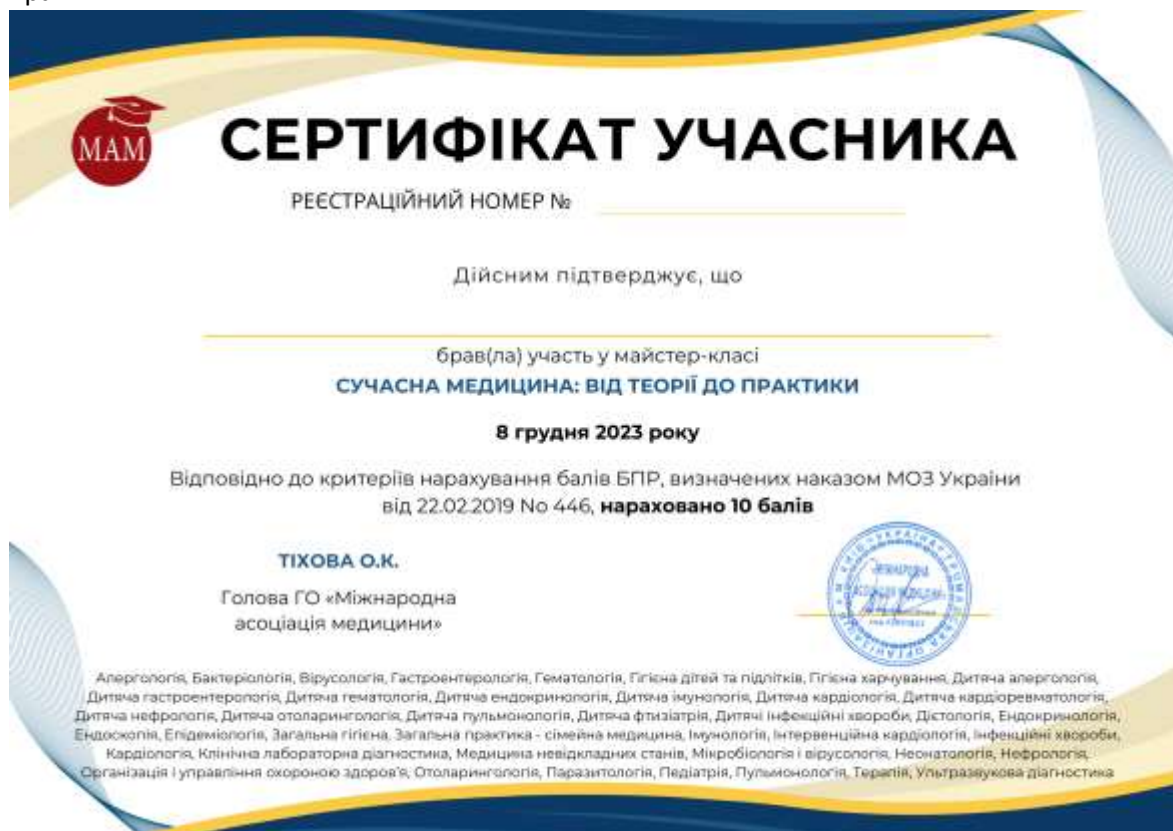 МАМ
СЕРТИФІКАТ УЧАСНИКА
РЕЄСТРАЦІЙНИЙ НОМЕР №
Дійсним підтверджує, що
брав(ла) участь у майстер-класі
СУЧАСНА МЕДИЦИНА: ВІД ТЕОРІЇ ДО ПРАКТИКИ
8 грудня 2023 року
Відповідно до критеріїв нарахування балів БПР, визначених наказом МОЗ України
від 22.02.2019 No 446, нараховано 10 балів
ТІХОВА О.К.
Голова ГО «Міжнародна
асоціація медицини»
Алергологія, Бактеріологія, Вірусологія, Гастроентерологія, Гематологія, Гігієна дітей та підлітків, Гігієна харчування, Дитяча алергологія,
Дитяча гастроентерологія, Дитяча гематологія, Дитяча ендокринологія, Дитяча імунологія, Дитяча кардіологія, Дитяча кардіоревматологія,
Дитяча нефрологія, Дитяча отоларингологія, Дитяча пульмонологія, Дитяча фтизіатрія, Дитячі інфекційні хвороби, Дієтологія, Ендокринологія,
Ендоскопія, Епідеміологія, Загальна гігієна, Загальна практика - сімейна медицина, Імунологія, Інтервенційна кардіологія, Інфекційні хвороби,
Кардіологія, Клінічна лабораторна діагностика, Медицина невідкладних станів, Мікробіологія і вірусологія, Неонатологія, Нефрологія,
Організація і управління охороною здоров'я, Отоларингологія, Паразитологія, Педіатрія, Пульмонологія, Терапія, Ультразвукова діагностика